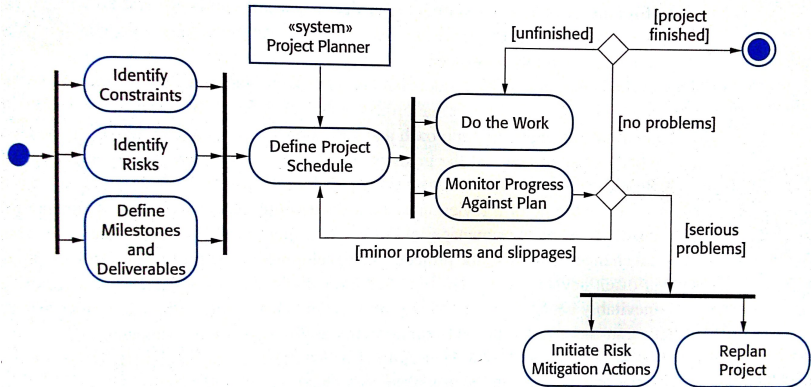 «system»
Project Planner
[unfinished]
[project
finished]
Identify
Constraints
Do the Work
[no problems]
Identify
Risks
Define Project
Schedule
Monitor Progress
Against Plan
Define
Milestones
and
Deliverables
[minor problems and slippages]
[serious
problems]
Initiate Risk
Mitigation Actions
Replan
Project